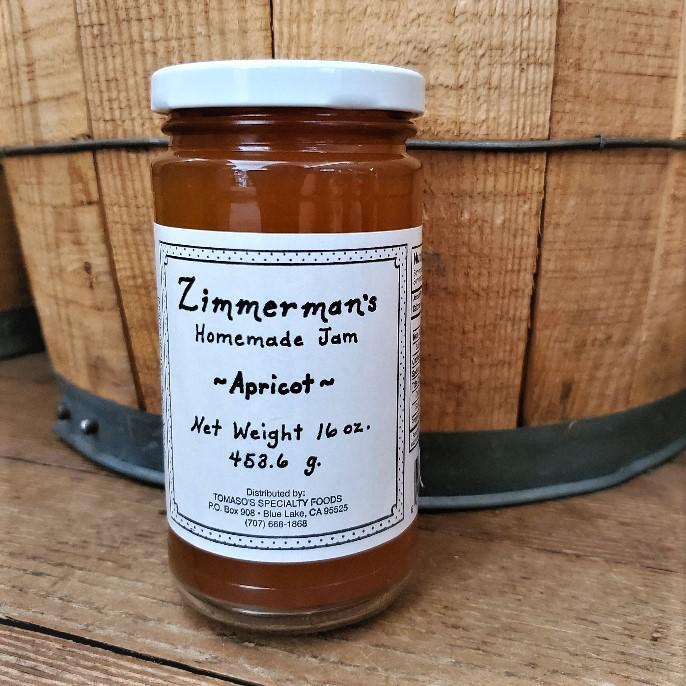 Zimmerman's
Homemade Jam
~Apricot~
Net Weight 16 oz.
453.6 g.
Distributed by:
TOMASO'S SPECIALTY FOODS
P.O. Box 908 • Blue Lake, CA 95525
(707) 668-1868